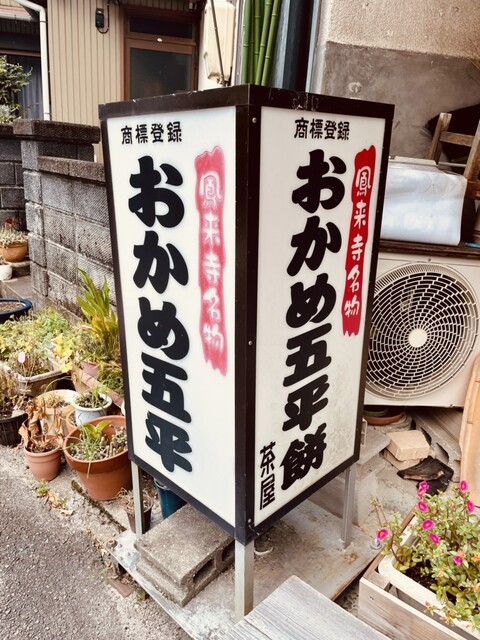 商標登録
鳳来寺名物
おかめ五平
商標登録
鳳来寺名物
おかめ五平餅
茶屋